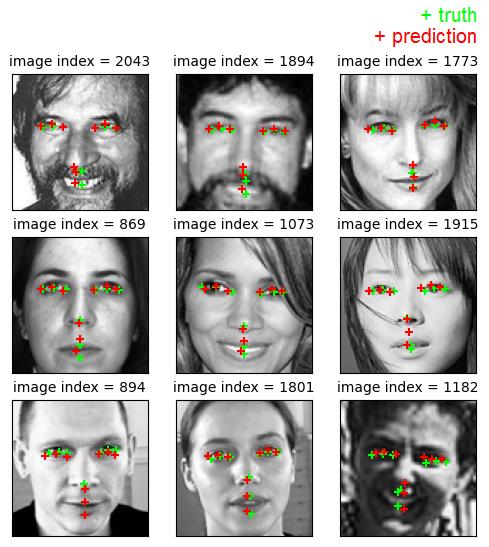 + truth
+ prediction
image index = 2043
image index = 1894
image index = 1773
image index = 869
image index = 1073
image index = 1915
image index = 894
image index = 1801
image index = 1182